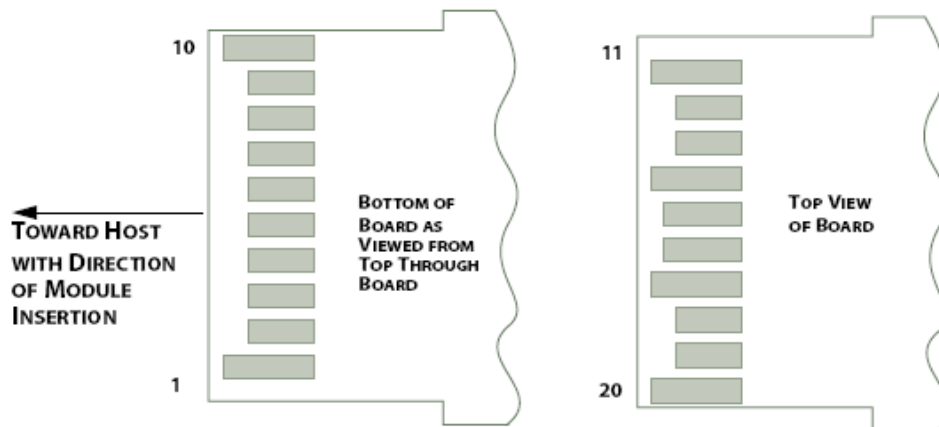 10
BOTTOM OF
BOARD AS
VIEWED FROM
TOP THROUGH
BOARD
TOWARD HOST
WITH DIRECTION
OF MODULE
INSERTION
1
11
TOP VIEW
OF BOARD
20